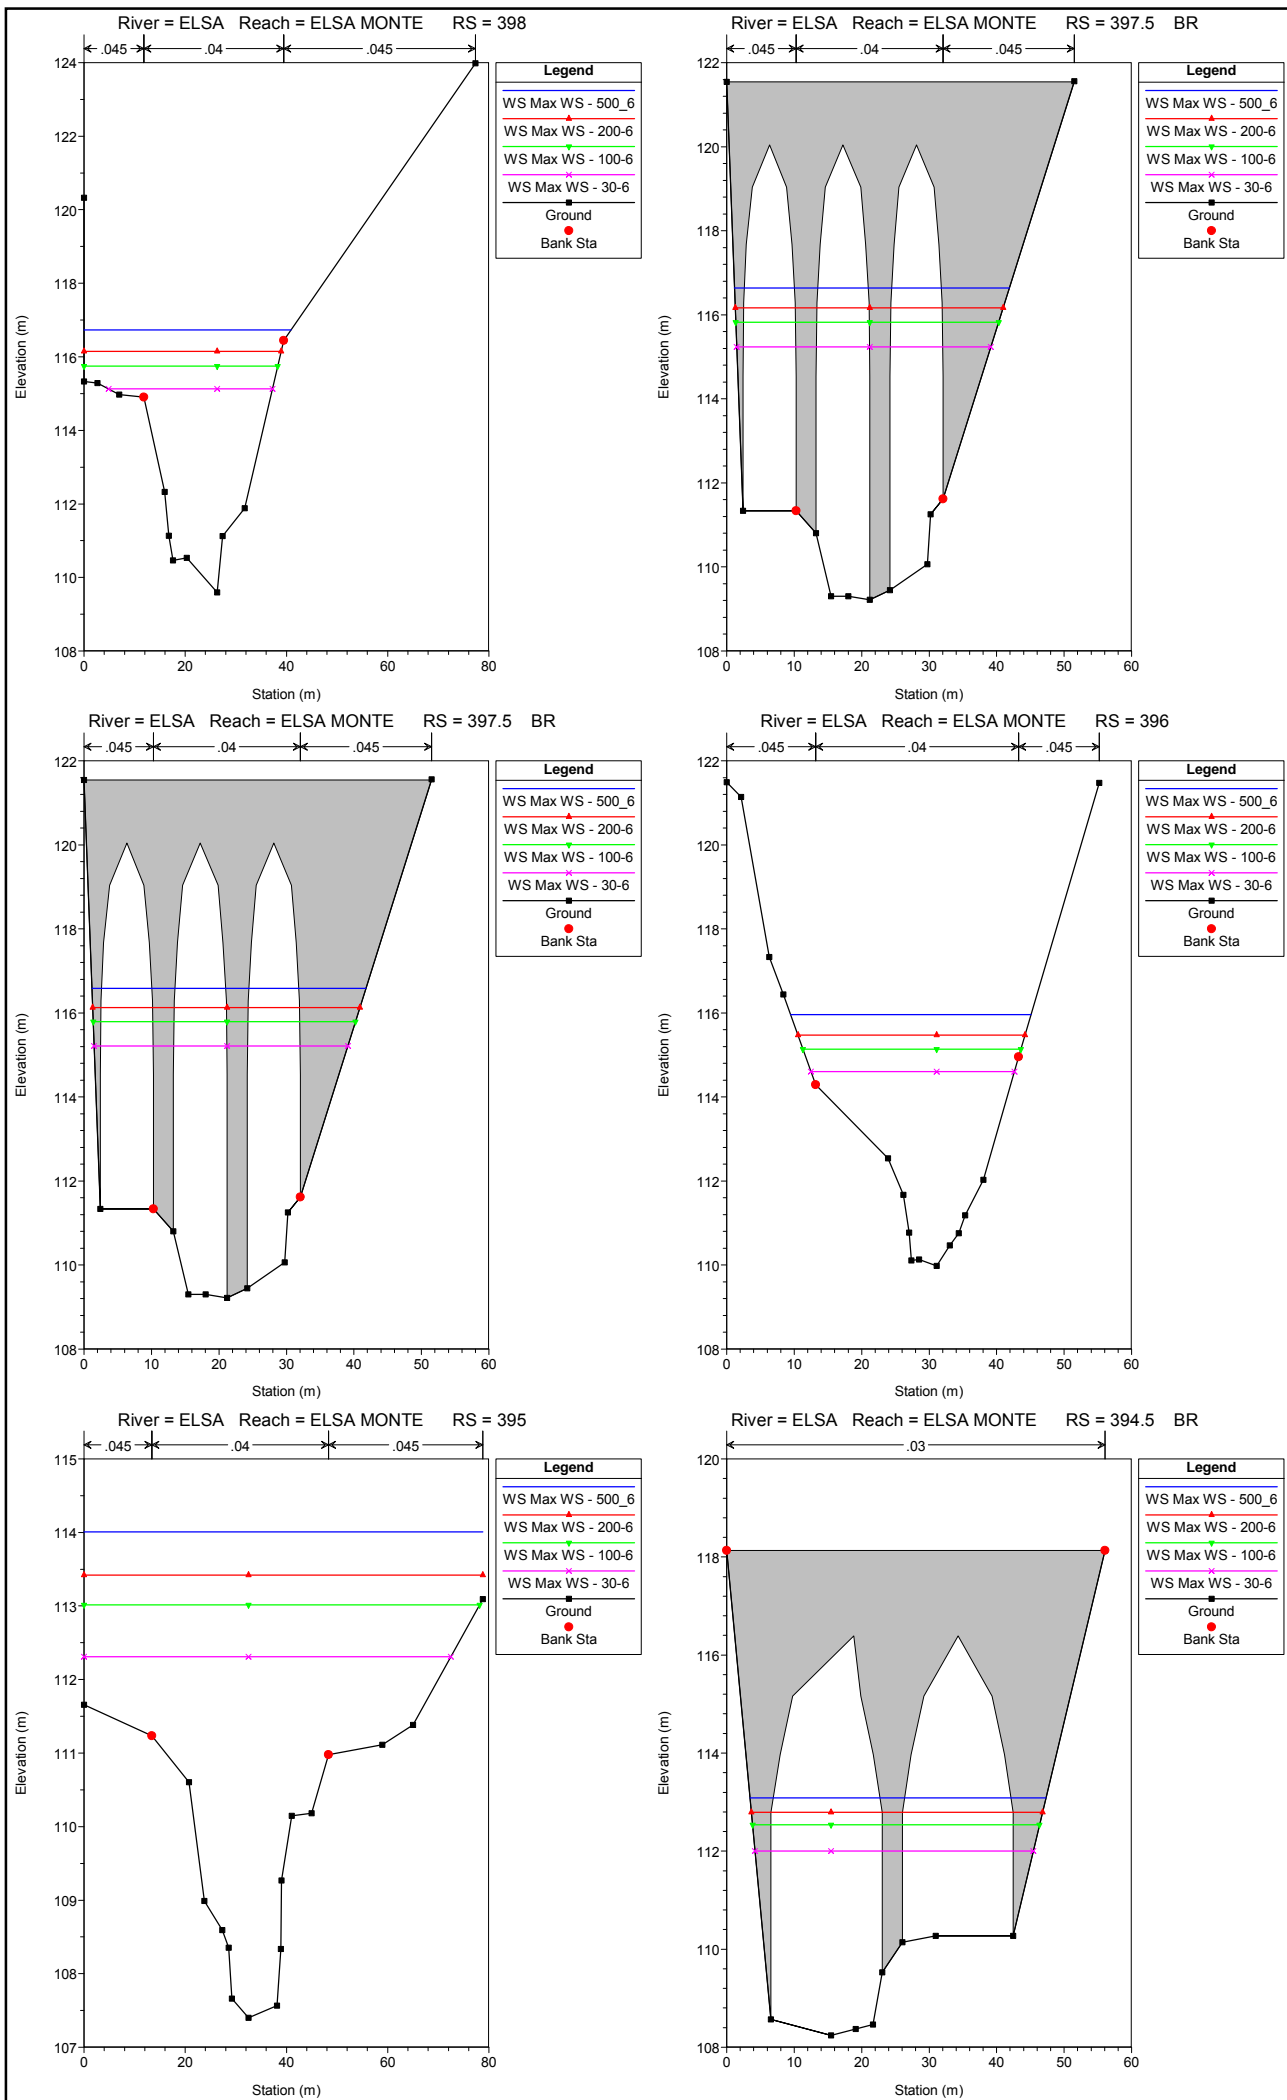 River = ELSA Reach = ELSA MONTE RS = 398
.045 .04 .045
Legend
WS Max WS - 500_6
WS Max WS - 200-6
WS Max WS - 100-6
WS Max WS - 30-6
Ground
Bank Sta
Elevation (m)
124
122
120
118
116
114
112
110
108
0 20 40 60 80
Station (m)
River = ELSA Reach = ELSA MONTE RS = 397.5 BR
.045 .04 .045
Legend
WS Max WS - 500_6
WS Max WS - 200-6
WS Max WS - 100-6
WS Max WS - 30-6
Ground
Bank Sta
Elevation (m)
122
120
118
116
114
112
110
108
0 10 20 30 40 50 60
Station (m)
River = ELSA Reach = ELSA MONTE RS = 397.5 BR
.045 .04 .045
Legend
WS Max WS - 500_6
WS Max WS - 200-6
WS Max WS - 100-6
WS Max WS - 30-6
Ground
Bank Sta
Elevation (m)
122
120
118
116
114
112
110
108
0 10 20 30 40 50 60
Station (m)
River = ELSA Reach = ELSA MONTE RS = 396
.045 .04 .045
Legend
WS Max WS - 500_6
WS Max WS - 200-6
WS Max WS - 100-6
WS Max WS - 30-6
Ground
Bank Sta
Elevation (m)
122
120
118
116
114
112
110
108
0 10 20 30 40 50 60
Station (m)
River = ELSA Reach = ELSA MONTE RS = 395
.045 .04 .045
Legend
WS Max WS - 500_6
WS Max WS - 200-6
WS Max WS - 100-6
WS Max WS - 30-6
Ground
Bank Sta
Elevation (m)
115
114
113
112
111
110
109
108
107
0 20 40 60 80
Station (m)
River = ELSA Reach = ELSA MONTE RS = 394.5 BR
.03
Legend
WS Max WS - 500_6
WS Max WS - 200-6
WS Max WS - 100-6
WS Max WS - 30-6
Ground
Bank Sta
Elevation (m)
120
118
116
114
112
110
108
0 10 20 30 40 50 60
Station (m)